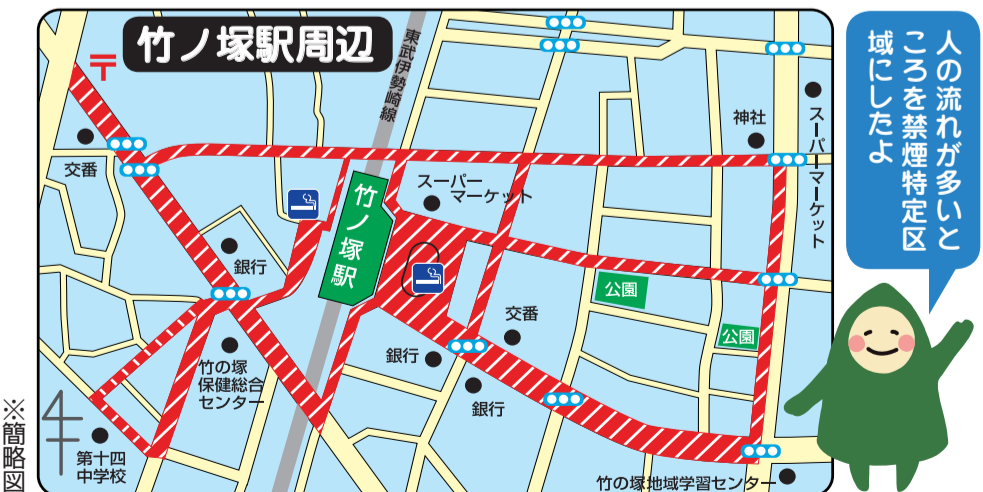 竹ノ塚駅周辺
東武伊勢崎線
〒
交番
銀行
竹ノ塚駅
スーパー
マーケット
神社
スーパーマーケット
公園
公園
交番
銀行
銀行
竹の塚
保健総合
センター
第十四
中学校
竹の塚地域学習センター
※簡略図
人の流れが多いと
ころを禁煙特定区
域にしたよ